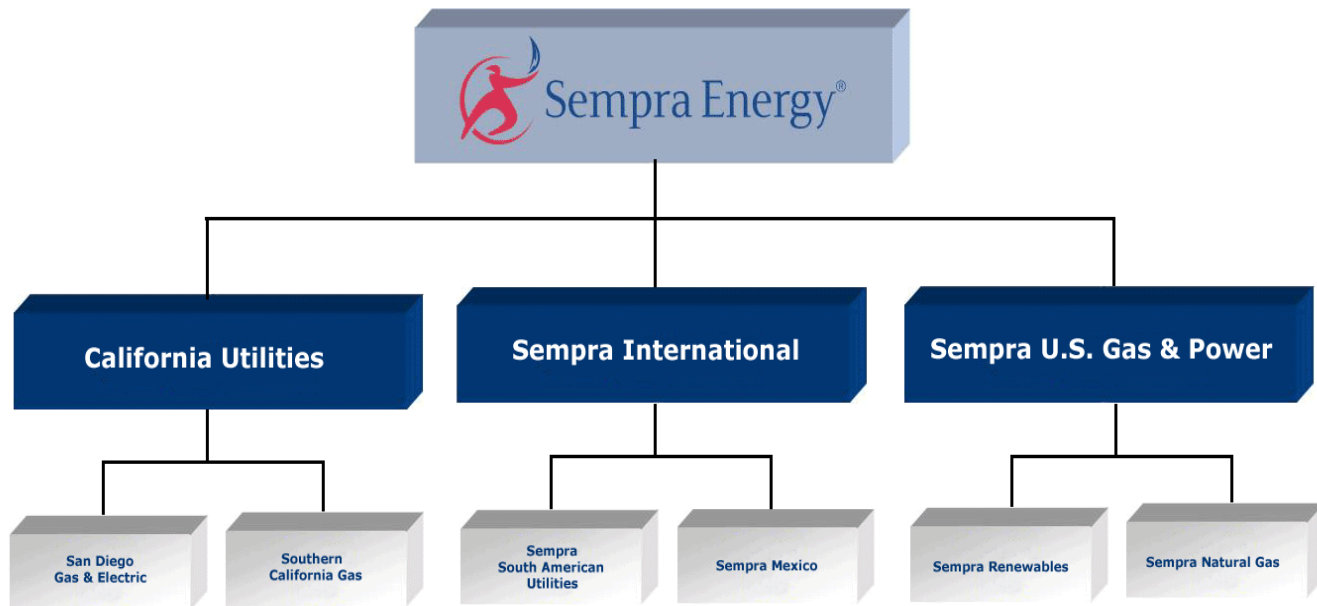 Sempra Energy®
California Utilities
Sempra International
Sempra U.S. Gas & Power
San Diego
Gas & Electric
Southern
California Gas
Sempra
South American
Utilities
Sempra Mexico
Sempra Renewables
Sempra Natural Gas